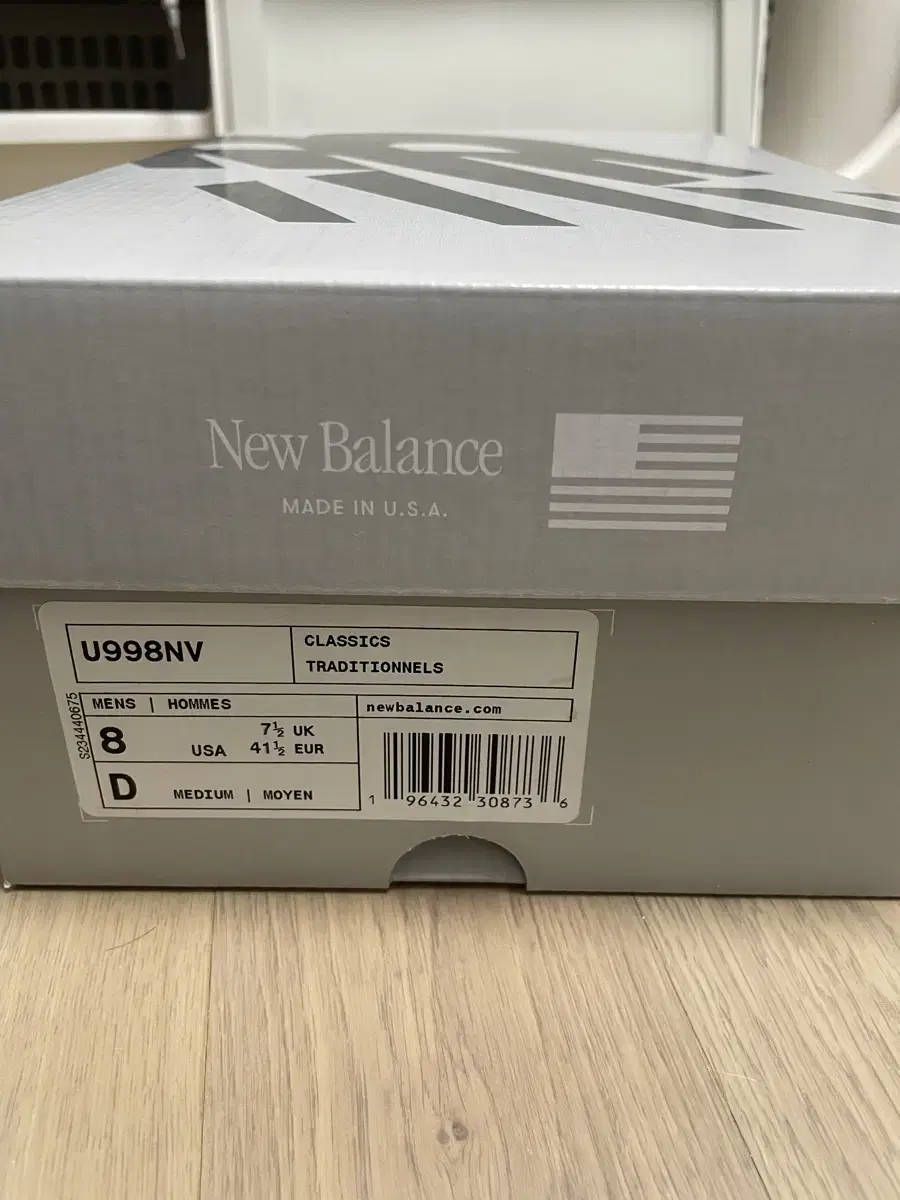 New Balance
MADE IN U.S.A.
U998NV
CLASSICS
TRADITIONNELS
S234440675
MENS | HOMMES
newbalance.com
8
USA
7½ UK
41½ EUR
D
MEDIUM | MOYEN
1 96432 30873 6